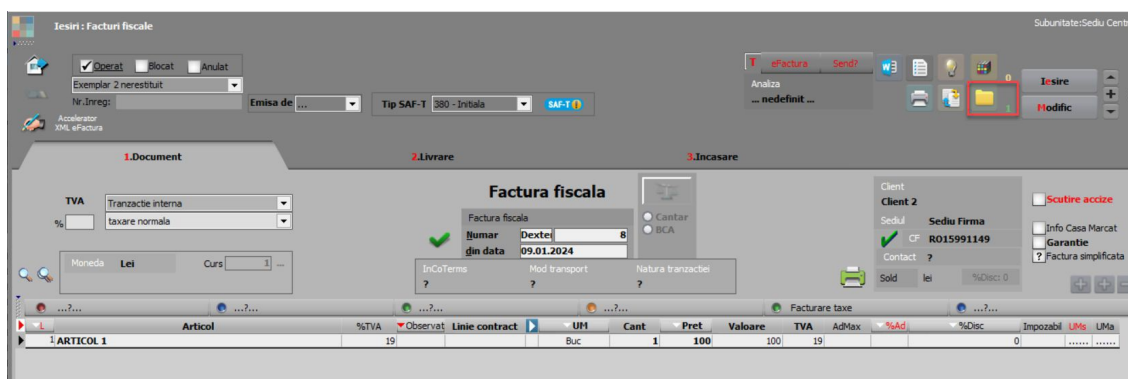 Iesiri : Facturi fiscale
Subunitate:Sediu Centr
Operat Blocat Anulat
Exemplar 2 nerestituit
Nr.Inreg:
Emisa de ...
Tip SAF-T 380 - Initiala
SAF-T
T eFactura Send?
Analiza
... nedefinit ...
0
1
Iesire
Modific
Accelerator
XML eFactura
1.Document
2.Livrare
3.Incasare
TVA Tranzactie interna
% taxare normala
Moneda Lei Curs 1 ...
Factura fiscala
Factura fiscala
Numar Dexter 8
din data 09.01.2024
Cantar
BCA
InCoTerms Mod transport Natura tranzactiei
? ? ?
Client
Client 2
Sediul Sediu Firma
CF RO15991149
Contact ?
Sold lei %Disc: 0
Scutire accize
Info Casa Marcat
Garantie
? Factura simplificata
...?... ...?... ...?... ...?... Facturare taxe ...?...
L Articol %TVA Observat Linie contract UM Cant Pret Valoare TVA AdMax %Ad %Disc Impozabil UMs UMa
1 ARTICOL 1 19 Buc 1 100 100 19 0 ...... ......